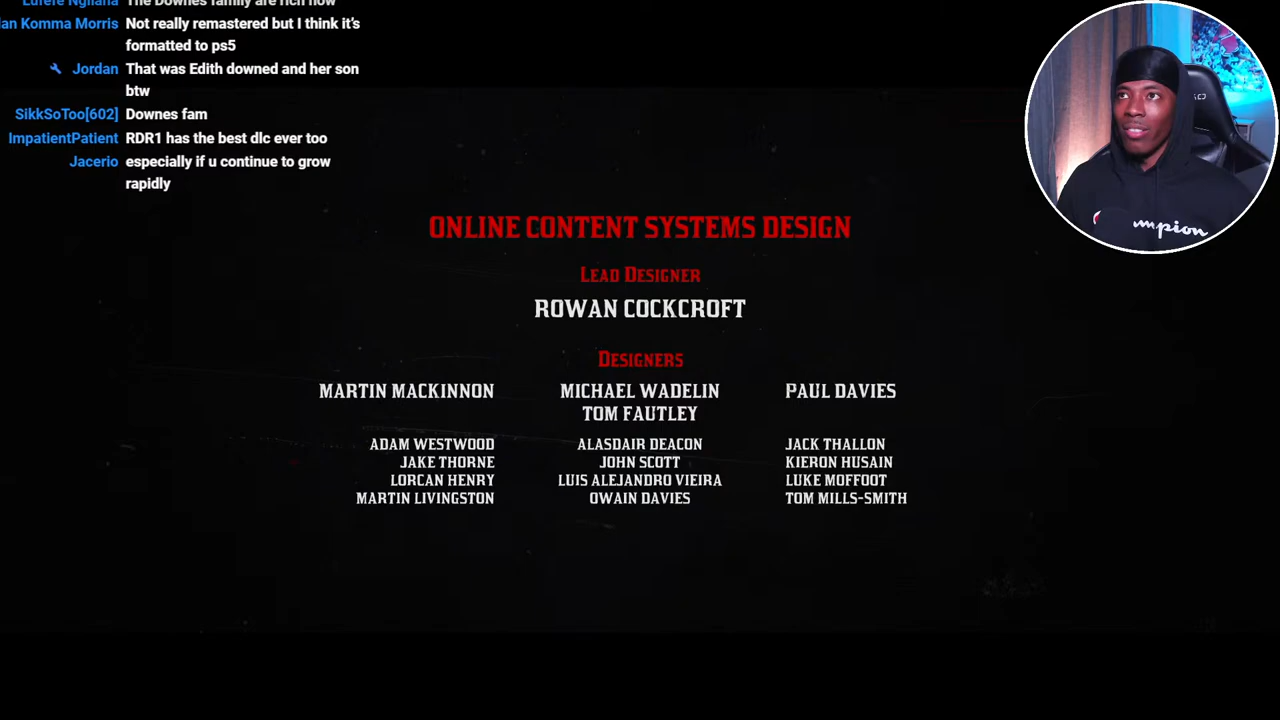 The Downes family are rich now
Not really remastered but I think it's
formatted to ps5
Jordan That was Edith downed and her son
btw
SikkSoToo[602] Downes fam
ImpatientPatient RDR1 has the best dlc ever too
Jacerio especially if u continue to grow
rapidly
ONLINE CONTENT SYSTEMS DESIGN
LEAD DESIGNER
ROWAN COCKCROFT
DESIGNERS
MARTIN MACKINNON MICHAEL WADELIN PAUL DAVIES
TOM FAUTLEY
ADAM WESTWOOD ALASDAIR DEACON JACK THALLON
JAKE THORNE JOHN SCOTT KIERON HUSAIN
LORCAN HENRY LUIS ALEJANDRO VIEIRA LUKE MOFFOOT
MARTIN LIVINGSTON OWAIN DAVIES TOM MILLS-SMITH